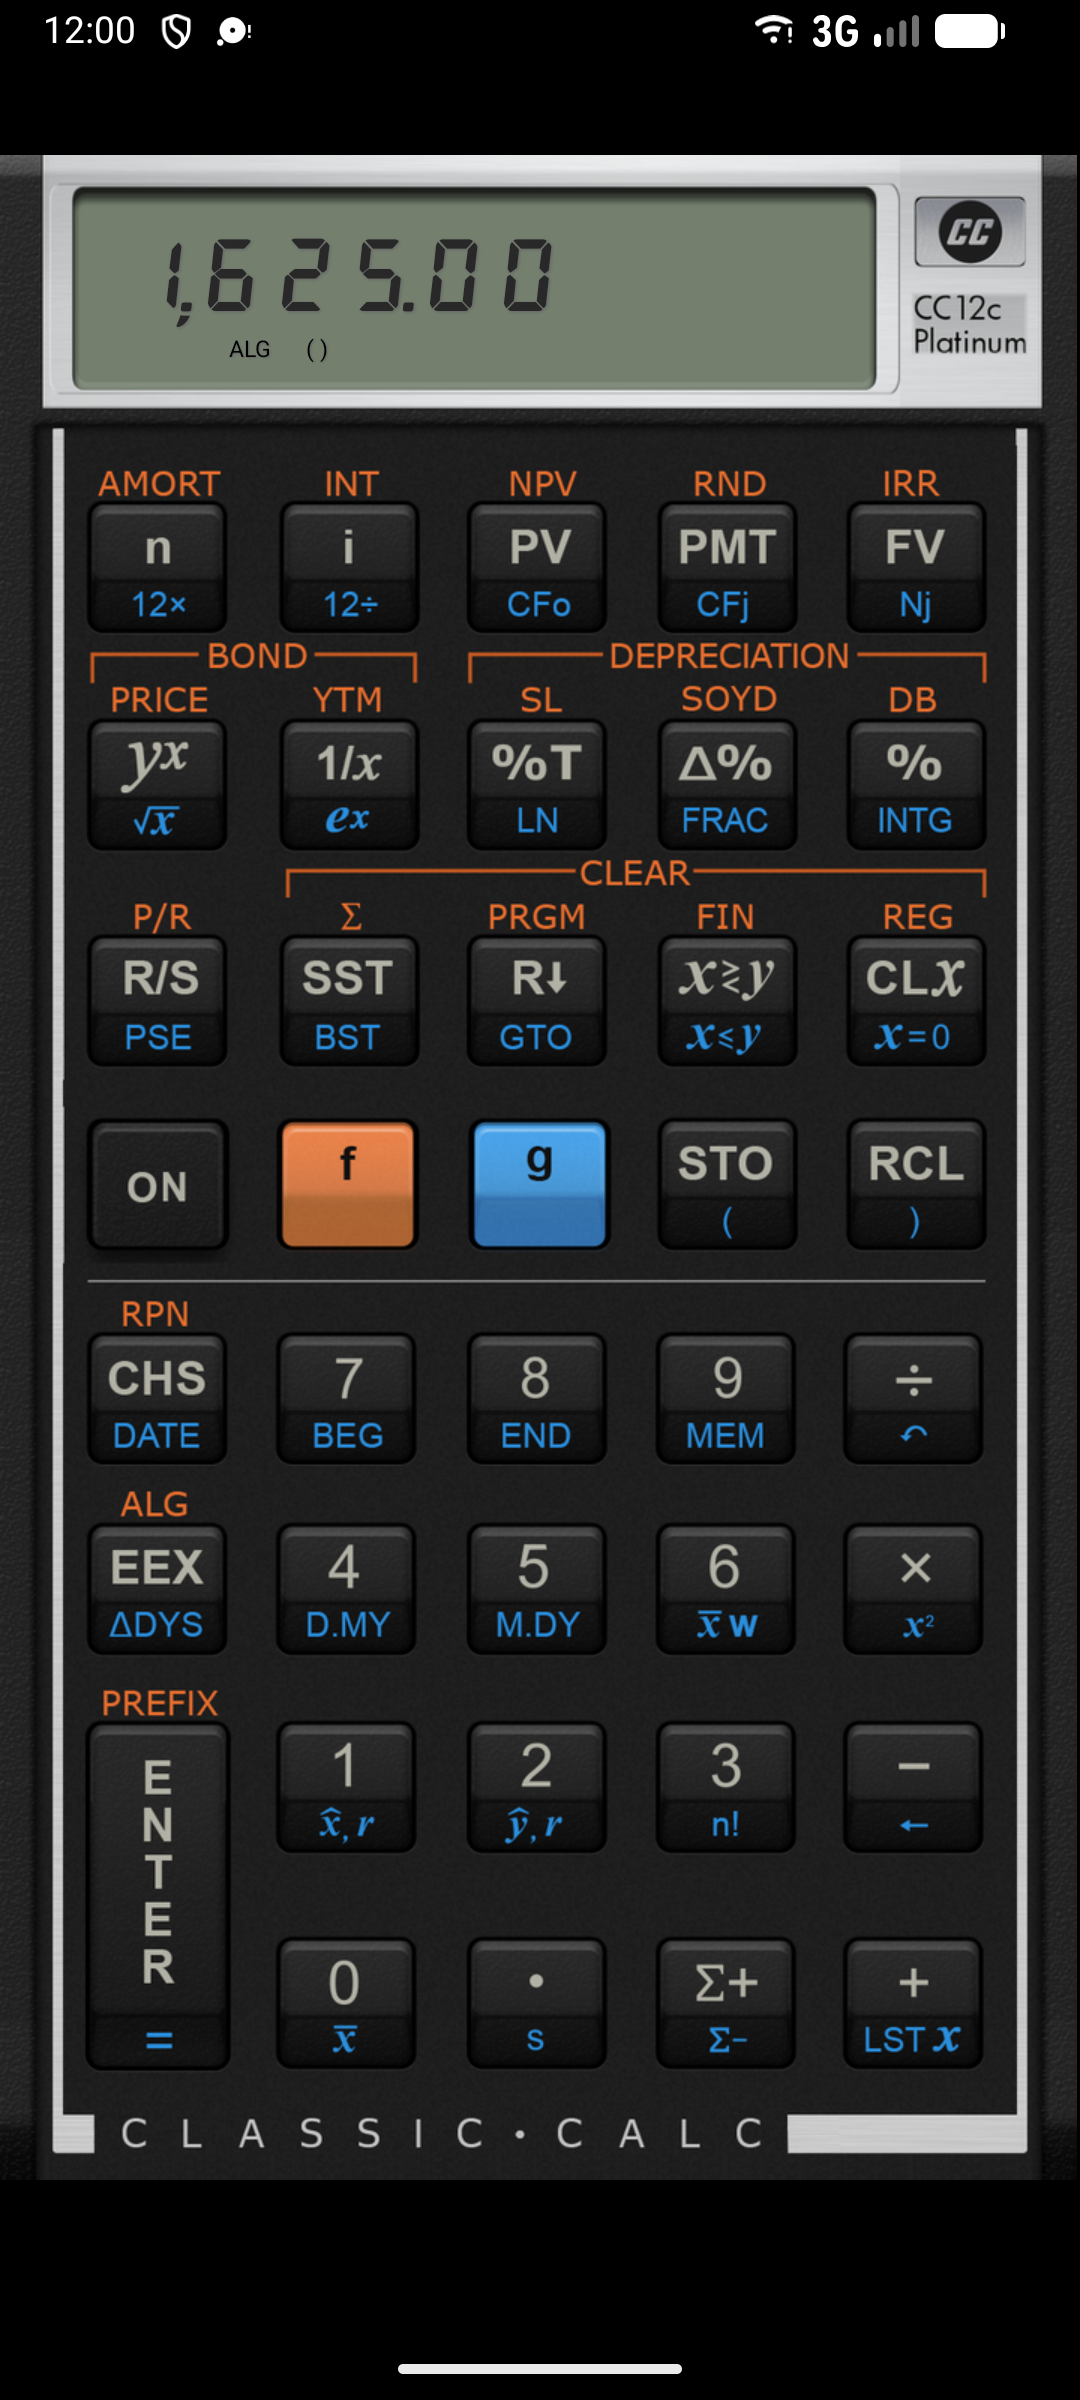 12:00 3G
1,625.00
ALG ( )
CC
CC12c
Platinum
AMORT INT NPV RND IRR
n i PV PMT FV
12× 12÷ CFo CFj Nj
BOND DEPRECIATION
PRICE YTM SL SOYD DB
yx 1/x %T Δ% %
√x ex LN FRAC INTG
CLEAR
P/R Σ PRGM FIN REG
R/S SST R↓ x≷y CLx
PSE BST GTO x≤y x=0
ON f g STO RCL
( )
RPN
CHS 7 8 9 ÷
DATE BEG END MEM ↶
ALG
EEX 4 5 6 ×
ΔDYS D.MY M.DY x̅ w x²
PREFIX
ENTER 1 2 3 −
x̂, r ŷ, r n! ←
0 • Σ+ +
= x̅ s Σ− LST x
CLASSIC•CALC